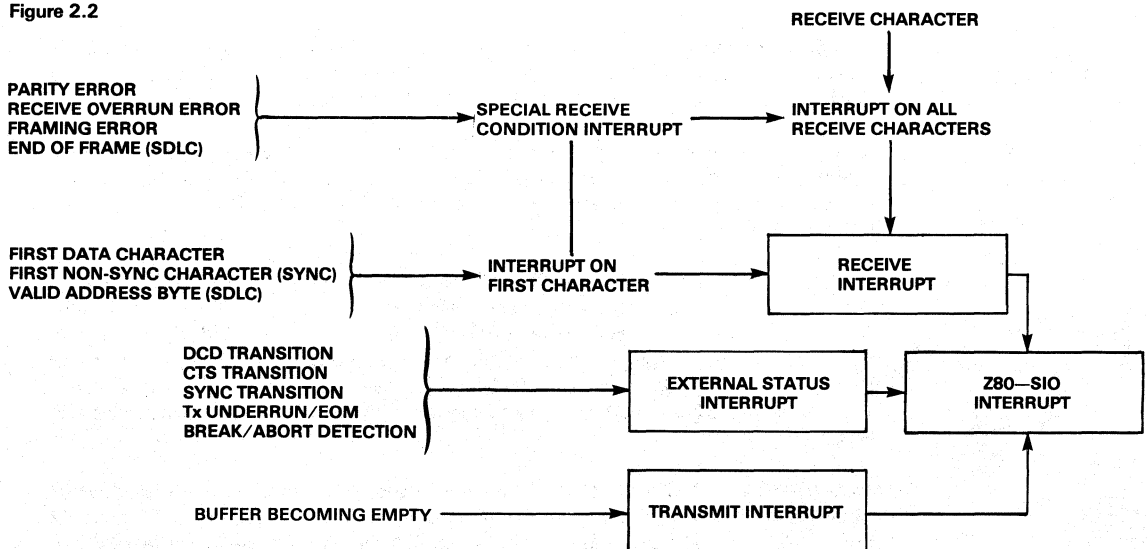 Figure 2.2
RECEIVE CHARACTER
PARITY ERROR
RECEIVE OVERRUN ERROR
FRAMING ERROR
END OF FRAME (SDLC)
SPECIAL RECEIVE
CONDITION INTERRUPT
INTERRUPT ON ALL
RECEIVE CHARACTERS
FIRST DATA CHARACTER
FIRST NON-SYNC CHARACTER (SYNC)
VALID ADDRESS BYTE (SDLC)
INTERRUPT ON
FIRST CHARACTER
RECEIVE
INTERRUPT
DCD TRANSITION
CTS TRANSITION
SYNC TRANSITION
Tx UNDERRUN/EOM
BREAK/ABORT DETECTION
EXTERNAL STATUS
INTERRUPT
Z80—SIO
INTERRUPT
BUFFER BECOMING EMPTY
TRANSMIT INTERRUPT